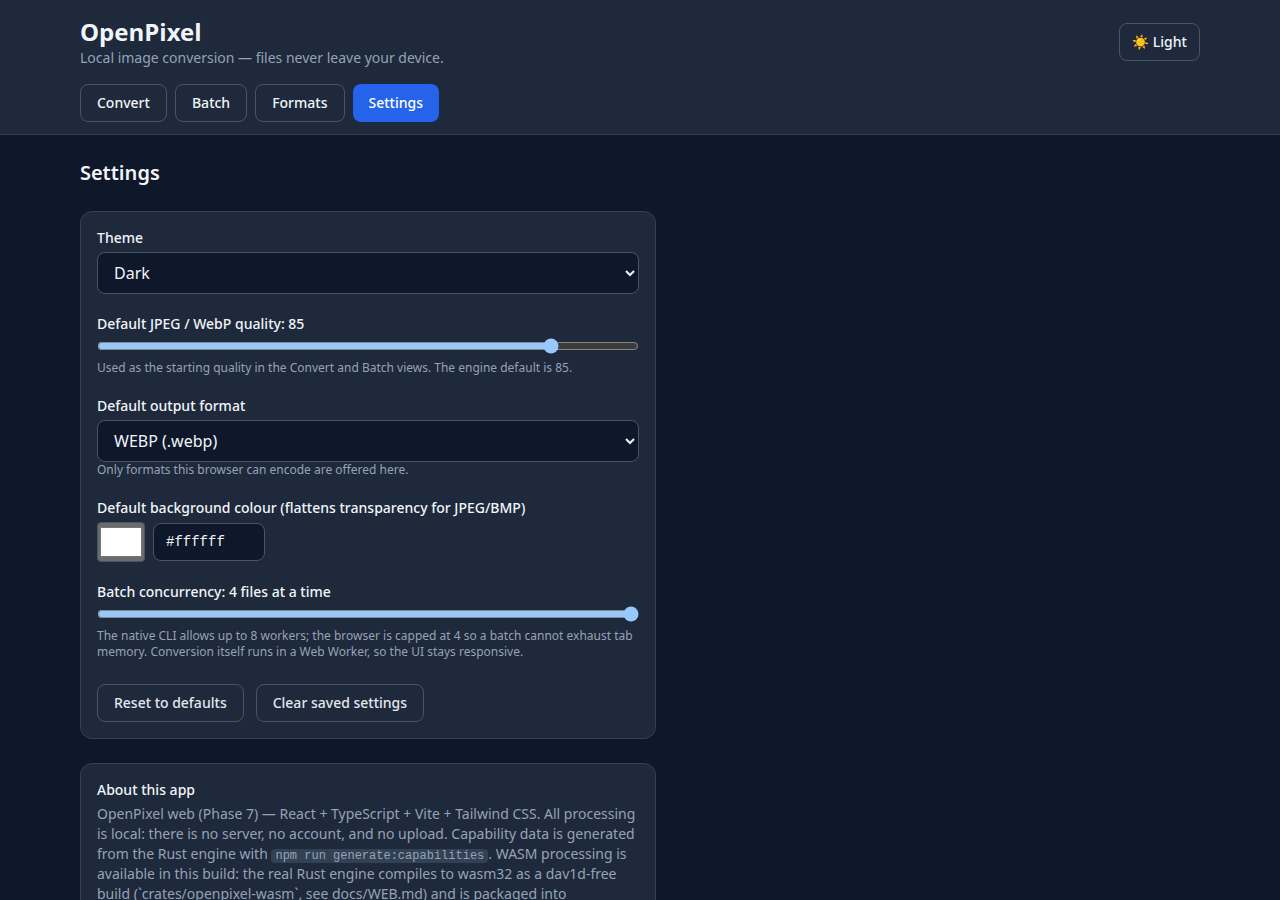 OpenPixel
Local image conversion — files never leave your device.
☀️ Light
Convert
Batch
Formats
Settings
Settings
Theme
Dark
Default JPEG / WebP quality: 85
Used as the starting quality in the Convert and Batch views. The engine default is 85.
Default output format
WEBP (.webp)
Only formats this browser can encode are offered here.
Default background colour (flattens transparency for JPEG/BMP)
#ffffff
Batch concurrency: 4 files at a time
The native CLI allows up to 8 workers; the browser is capped at 4 so a batch cannot exhaust tab
memory. Conversion itself runs in a Web Worker, so the UI stays responsive.
Reset to defaults
Clear saved settings
About this app
OpenPixel web (Phase 7) — React + TypeScript + Vite + Tailwind CSS. All processing
is local: there is no server, no account, and no upload. Capability data is generated
from the Rust engine with npm run generate:capabilities. WASM processing is
available in this build: the real Rust engine compiles to wasm32 as a dav1d-free
build (`crates/openpixel-wasm`, see docs/WEB.md) and is packaged into